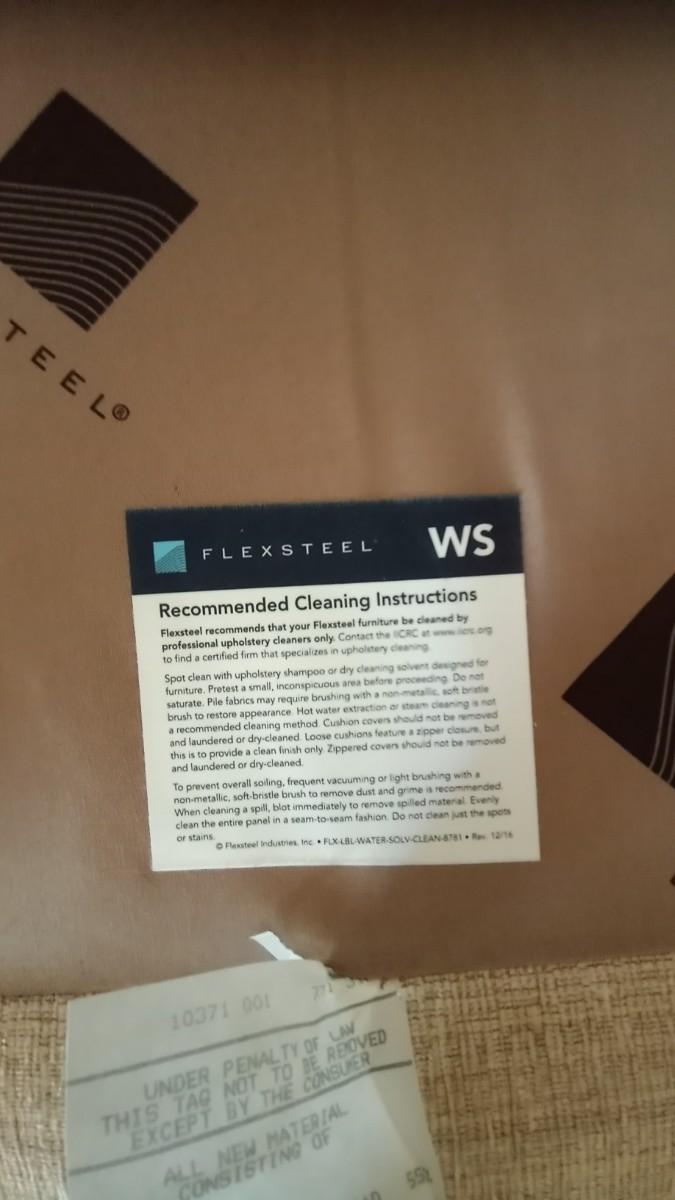 TEEL®
FLEXSTEEL WS
Recommended Cleaning Instructions
Flexsteel recommends that your Flexsteel furniture be cleaned by
professional upholstery cleaners only. Contact the IICRC at www.iicrc.org
to find a certified firm that specializes in upholstery cleaning.
Spot clean with upholstery shampoo or dry cleaning solvent designed for
furniture. Pretest a small, inconspicuous area before proceeding. Do not
saturate. Pile fabrics may require brushing with a non-metallic, soft bristle
brush to restore appearance. Hot water extraction or steam cleaning is not
a recommended cleaning method. Cushion covers should not be removed
and laundered or dry-cleaned. Loose cushions feature a zipper closure, but
this is to provide a clean finish only. Zippered covers should not be removed
and laundered or dry-cleaned.
To prevent overall soiling, frequent vacuuming or light brushing with a
non-metallic, soft-bristle brush to remove dust and grime is recommended.
When cleaning a spill, blot immediately to remove spilled material. Evenly
clean the entire panel in a seam-to-seam fashion. Do not clean just the spots
or stains.
© Flexsteel Industries, Inc. • FLX-LBL-WATER-SOLV-CLEAN-8781 • Rev. 12/16
10371 001
UNDER PENALTY OF LAW
THIS TAG NOT TO BE REMOVED
EXCEPT BY THE CONSUMER
ALL NEW MATERIAL
CONSISTING OF